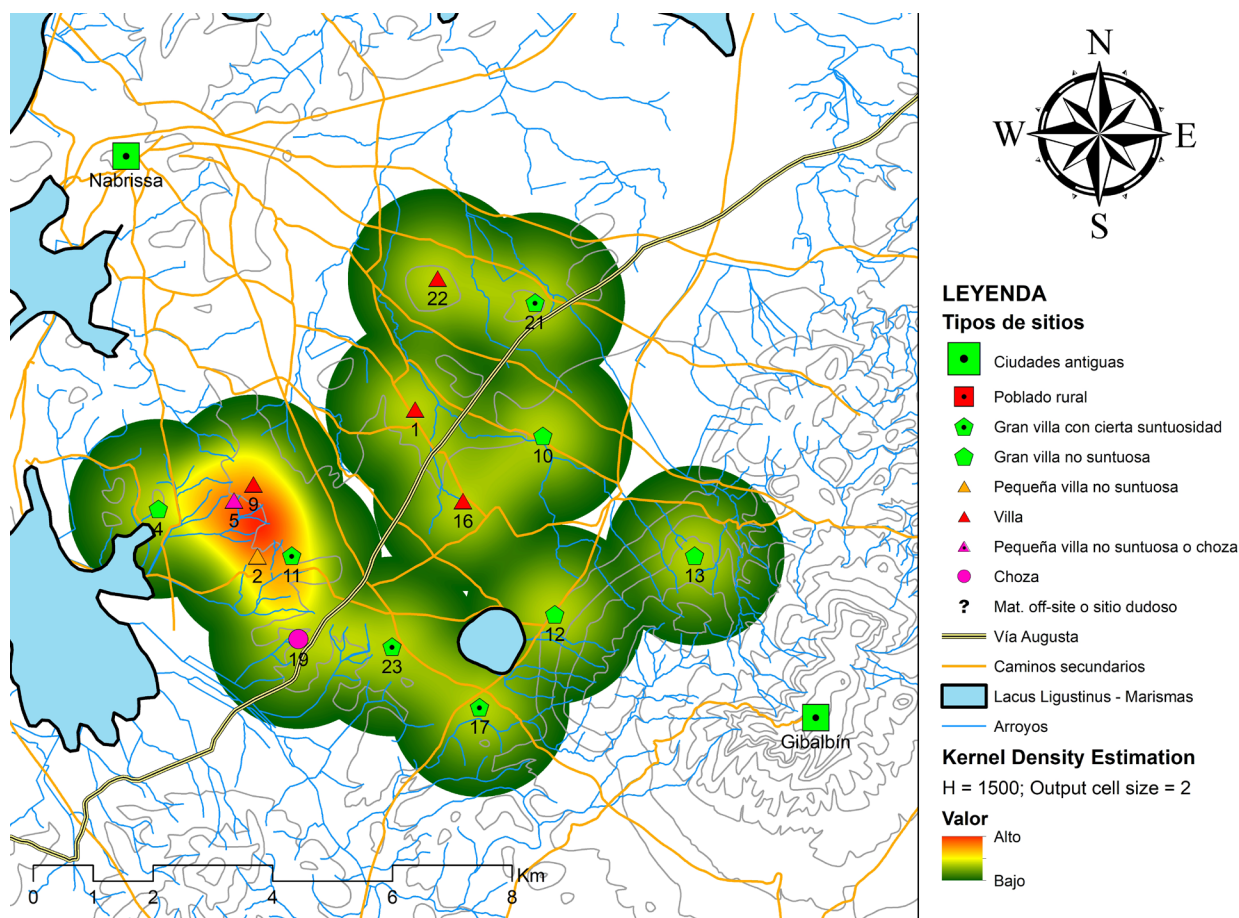 Nabrissa
22
21
1
10
9
5
16
4
2
11
13
12
19
23
17
Gibalbín
0
2
4
6
8
Km
N
W
E
S
LEYENDA
Tipos de sitios
Ciudades antiguas
Poblado rural
Gran villa con cierta suntuosidad
Gran villa no suntuosa
Pequeña villa no suntuosa
Villa
Pequeña villa no suntuosa o choza
Choza
? Mat. off-site o sitio dudoso
Vía Augusta
Caminos secundarios
Lacus Ligustinus - Marismas
Arroyos
Kernel Density Estimation
H = 1500; Output cell size = 2
Valor
Alto
Bajo